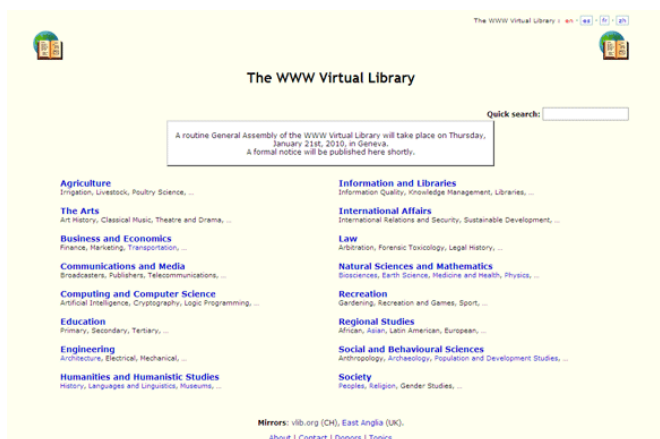 The WWW Virtual Library : en · es · fr · zh
The WWW Virtual Library
Quick search:
A routine General Assembly of the WWW Virtual Library will take place on Thursday,
January 21st, 2010, in Geneva.
A formal notice will be published here shortly.
Agriculture
Irrigation, Livestock, Poultry Science, ...
The Arts
Art History, Classical Music, Theatre and Drama, ...
Business and Economics
Finance, Marketing, Transportation, ...
Communications and Media
Broadcasters, Publishers, Telecommunications, ...
Computing and Computer Science
Artificial Intelligence, Cryptography, Logic Programming, ...
Education
Primary, Secondary, Tertiary, ...
Engineering
Architecture, Electrical, Mechanical, ...
Humanities and Humanistic Studies
History, Languages and Linguistics, Museums, ...
Information and Libraries
Information Quality, Knowledge Management, Libraries, ...
International Affairs
International Relations and Security, Sustainable Development, ...
Law
Arbitration, Forensic Toxicology, Legal History, ...
Natural Sciences and Mathematics
Biosciences, Earth Science, Medicine and Health, Physics, ...
Recreation
Gardening, Recreation and Games, Sport, ...
Regional Studies
African, Asian, Latin American, European, ...
Social and Behavioural Sciences
Anthropology, Archaeology, Population and Development Studies, ...
Society
Peoples, Religion, Gender Studies, ...
Mirrors: vlib.org (CH), East Anglia (UK).
About | Contact | Donors | Topics